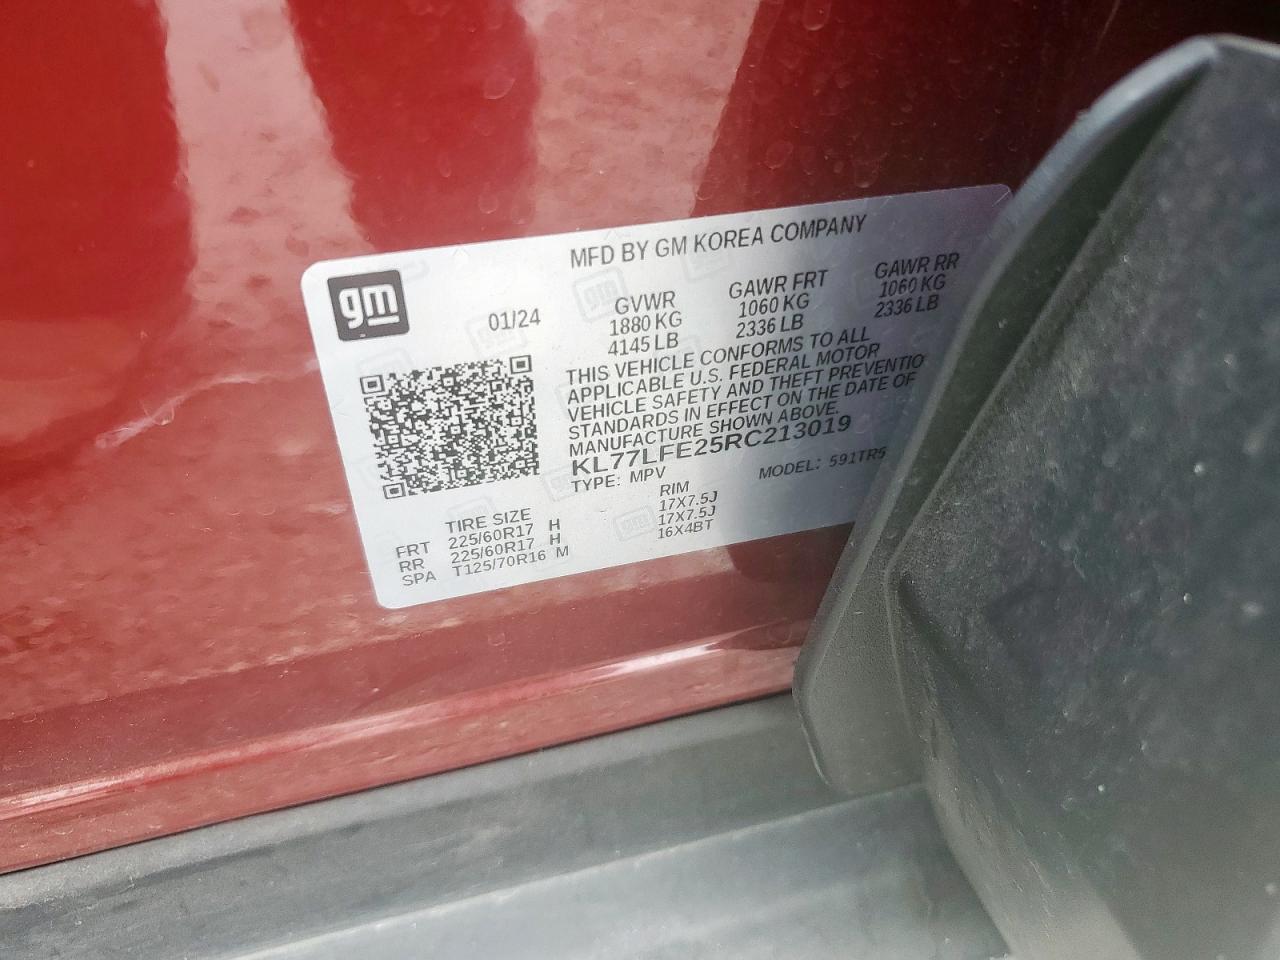 MFD BY GM KOREA COMPANY
gm
01/24
GVWR GAWR FRT GAWR RR
1880 KG 1060 KG 1060 KG
4145 LB 2336 LB 2336 LB
THIS VEHICLE CONFORMS TO ALL
APPLICABLE U.S. FEDERAL MOTOR
VEHICLE SAFETY AND THEFT PREVENTIO
STANDARDS IN EFFECT ON THE DATE OF
MANUFACTURE SHOWN ABOVE.
KL77LFE25RC213019
TYPE: MPV MODEL: 591TR5
TIRE SIZE RIM
FRT 225/60R17 H 17X7.5J
RR 225/60R17 H 17X7.5J
SPA T125/70R16 M 16X4BT